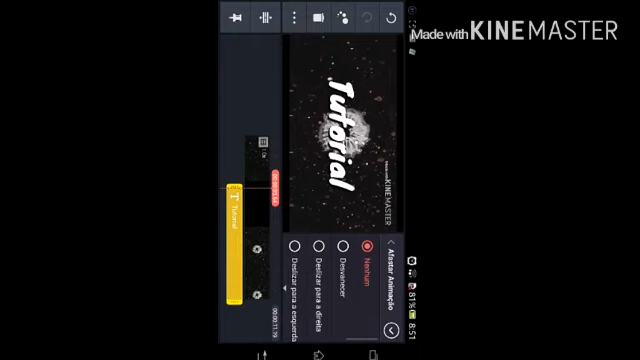 Made with KINEMASTER
81% 8:51
Tutorial
KINEMASTER
Afastar Animação
Nenhum
Desvanecer
Deslizar para a direita
Deslizar para a esquerda
Tutorial